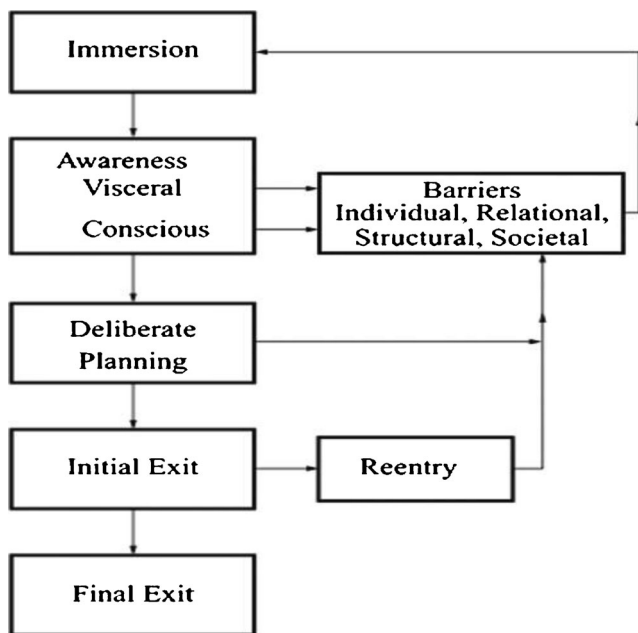 Immersion
Awareness
Visceral
Conscious
Barriers
Individual, Relational,
Structural, Societal
Deliberate
Planning
Initial Exit
Reentry
Final Exit